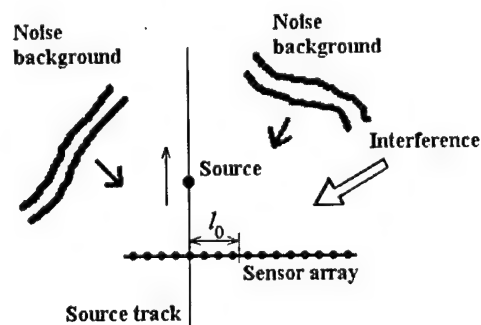 Noise
background
Noise
background
Interference
Source
l0
Sensor array
Source track